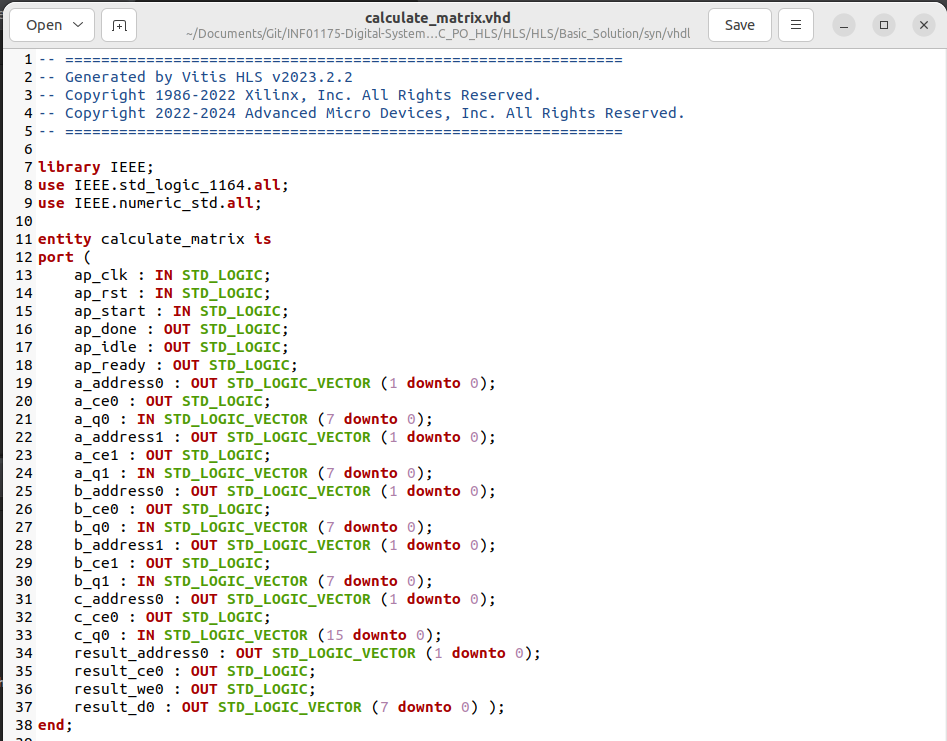 Open
calculate_matrix.vhd
~/Documents/Git/INF01175-Digital-System…C_PO_HLS/HLS/HLS/Basic_Solution/syn/vhdl
Save
1 -- ==============================================================
2 -- Generated by Vitis HLS v2023.2.2
3 -- Copyright 1986-2022 Xilinx, Inc. All Rights Reserved.
4 -- Copyright 2022-2024 Advanced Micro Devices, Inc. All Rights Reserved.
5 -- ==============================================================
6
7 library IEEE;
8 use IEEE.std_logic_1164.all;
9 use IEEE.numeric_std.all;
10
11 entity calculate_matrix is
12 port (
13     ap_clk : IN STD_LOGIC;
14     ap_rst : IN STD_LOGIC;
15     ap_start : IN STD_LOGIC;
16     ap_done : OUT STD_LOGIC;
17     ap_idle : OUT STD_LOGIC;
18     ap_ready : OUT STD_LOGIC;
19     a_address0 : OUT STD_LOGIC_VECTOR (1 downto 0);
20     a_ce0 : OUT STD_LOGIC;
21     a_q0 : IN STD_LOGIC_VECTOR (7 downto 0);
22     a_address1 : OUT STD_LOGIC_VECTOR (1 downto 0);
23     a_ce1 : OUT STD_LOGIC;
24     a_q1 : IN STD_LOGIC_VECTOR (7 downto 0);
25     b_address0 : OUT STD_LOGIC_VECTOR (1 downto 0);
26     b_ce0 : OUT STD_LOGIC;
27     b_q0 : IN STD_LOGIC_VECTOR (7 downto 0);
28     b_address1 : OUT STD_LOGIC_VECTOR (1 downto 0);
29     b_ce1 : OUT STD_LOGIC;
30     b_q1 : IN STD_LOGIC_VECTOR (7 downto 0);
31     c_address0 : OUT STD_LOGIC_VECTOR (1 downto 0);
32     c_ce0 : OUT STD_LOGIC;
33     c_q0 : IN STD_LOGIC_VECTOR (15 downto 0);
34     result_address0 : OUT STD_LOGIC_VECTOR (1 downto 0);
35     result_ce0 : OUT STD_LOGIC;
36     result_we0 : OUT STD_LOGIC;
37     result_d0 : OUT STD_LOGIC_VECTOR (7 downto 0) );
38 end;